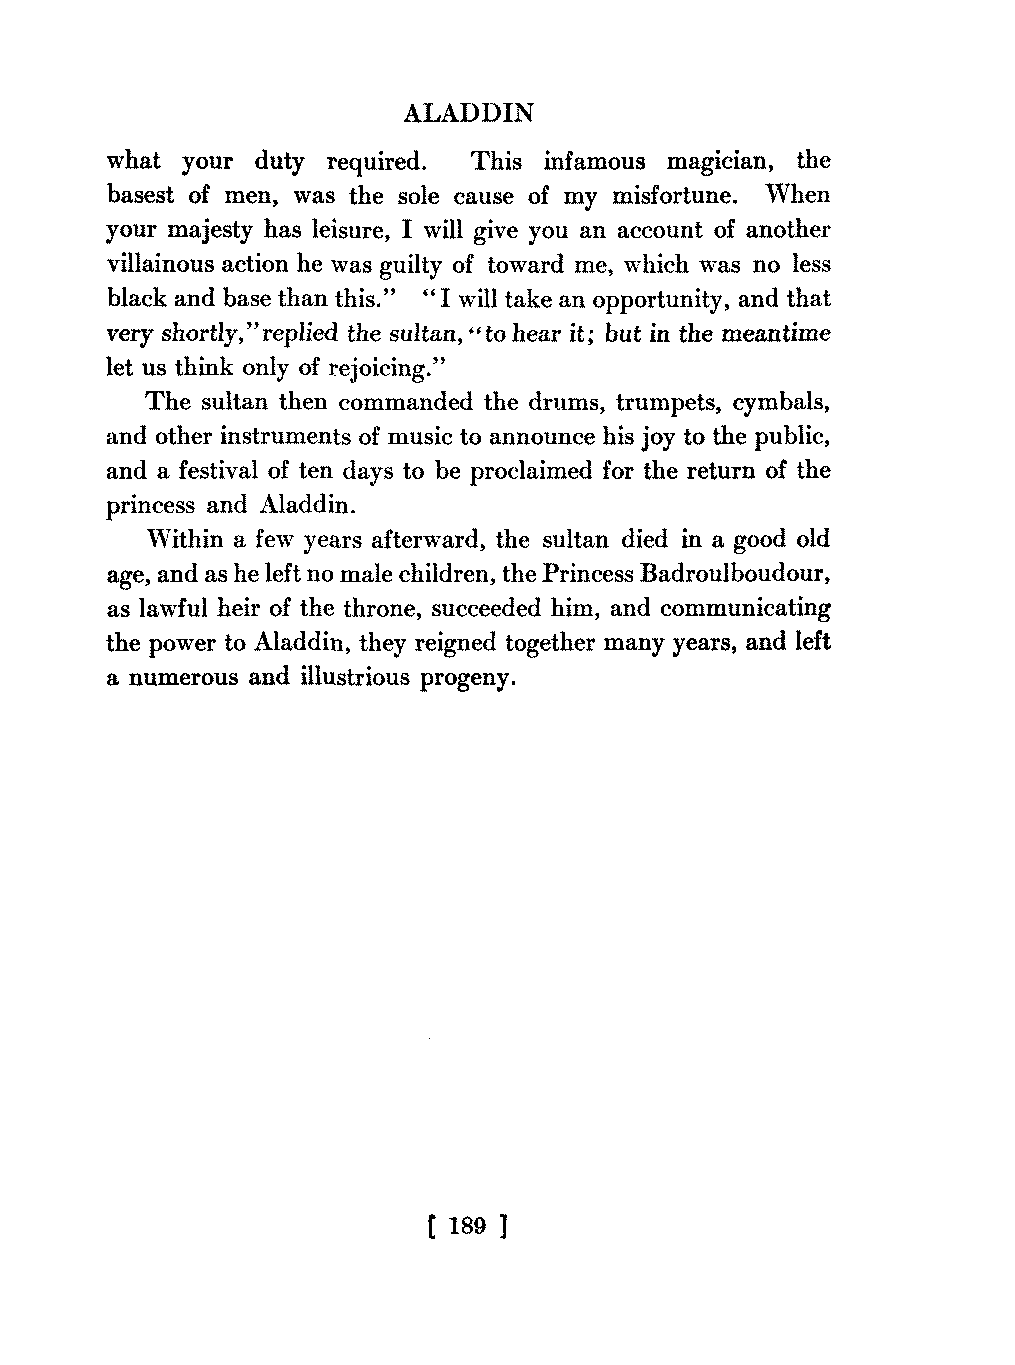 ALADDIN
what your duty required. This infamous magician, the
basest of men, was the sole cause of my misfortune. When
your majesty has leisure, I will give you an account of another
villainous action he was guilty of toward me, which was no less
black and base than this.” “I will take an opportunity, and that
very shortly,” replied the sultan, “to hear it; but in the meantime
let us think only of rejoicing.”
The sultan then commanded the drums, trumpets, cymbals,
and other instruments of music to announce his joy to the public,
and a festival of ten days to be proclaimed for the return of the
princess and Aladdin.
Within a few years afterward, the sultan died in a good old
age, and as he left no male children, the Princess Badroulboudour,
as lawful heir of the throne, succeeded him, and communicating
the power to Aladdin, they reigned together many years, and left
a numerous and illustrious progeny.
[ 189 ]